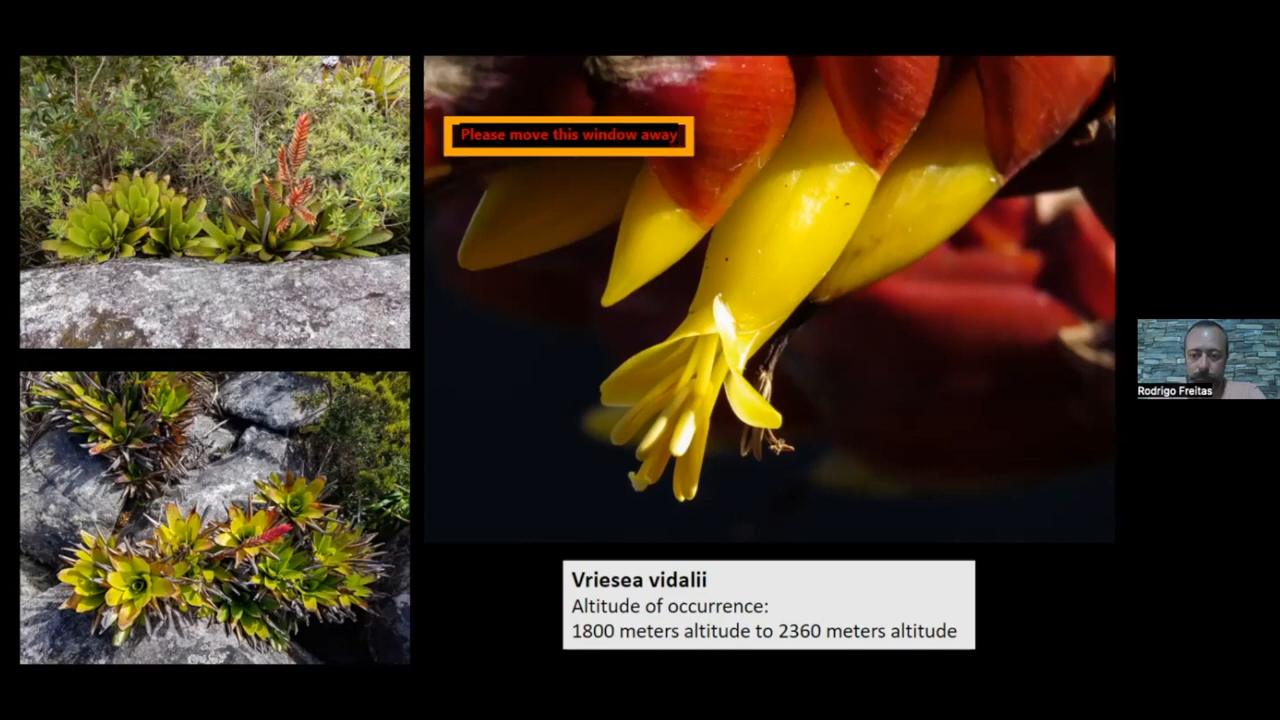 Please move this window away
Rodrigo Freitas
Vriesea vidalii
Altitude of occurrence:
1800 meters altitude to 2360 meters altitude